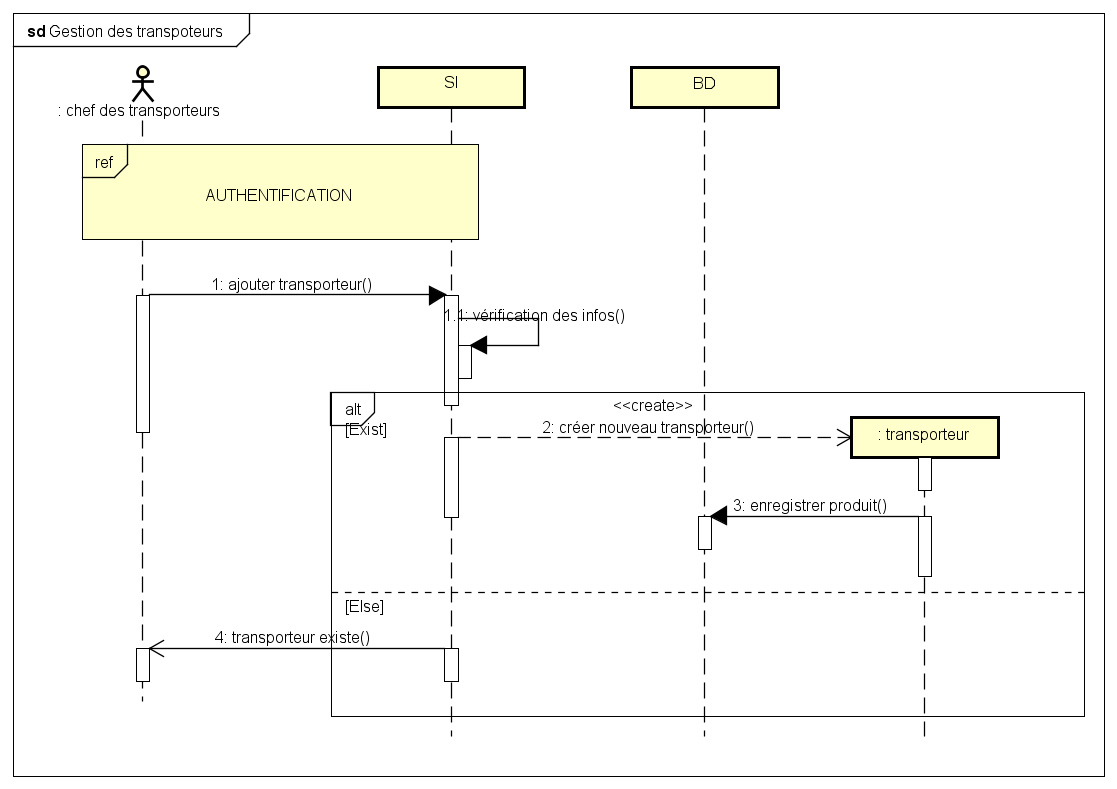 sd Gestion des transpoteurs
: chef des transporteurs
SI
BD
ref
AUTHENTIFICATION
1: ajouter transporteur()
1.1: vérification des infos()
alt
[Exist]
<<create>>
2: créer nouveau transporteur()
: transporteur
3: enregistrer produit()
[Else]
4: transporteur existe()